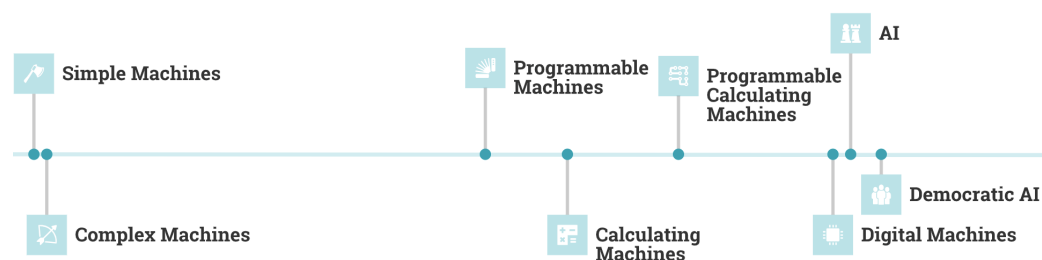 AI
Simple Machines
Programmable
Machines
Programmable
Calculating
Machines
Democratic AI
Complex Machines
Calculating
Machines
Digital Machines